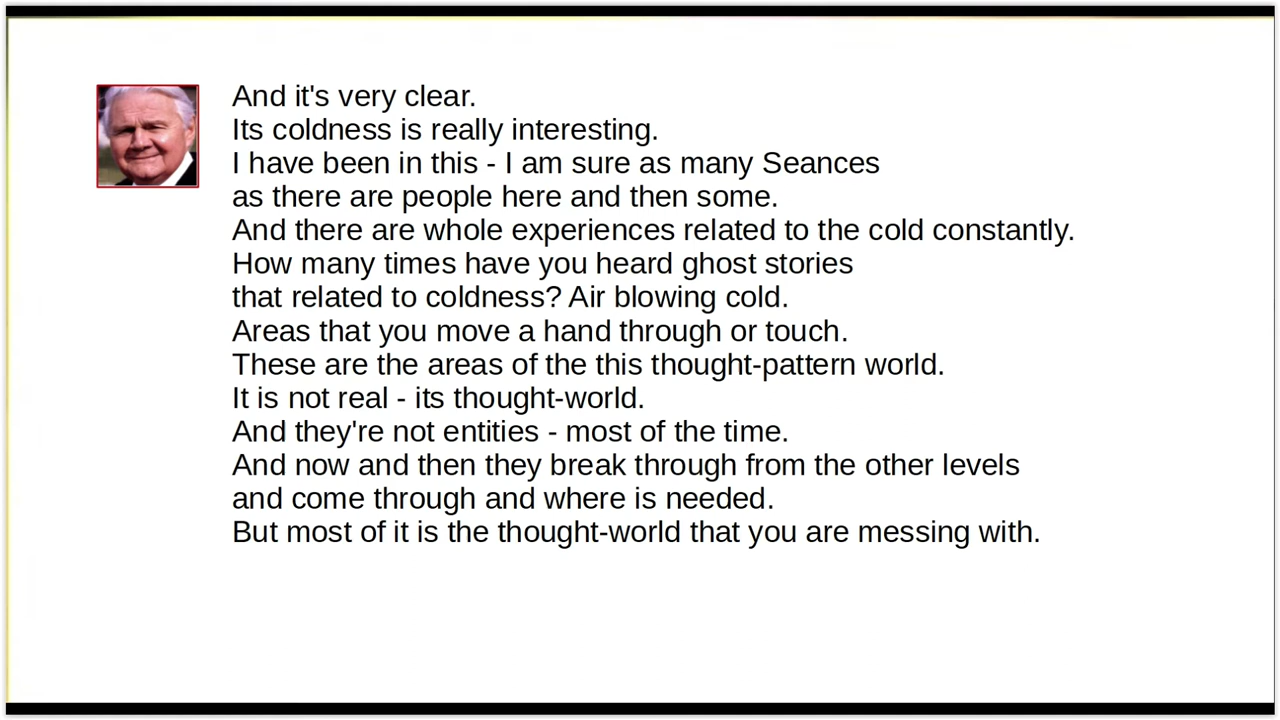 And it's very clear.
Its coldness is really interesting.
I have been in this - I am sure as many Seances
as there are people here and then some.
And there are whole experiences related to the cold constantly.
How many times have you heard ghost stories
that related to coldness? Air blowing cold.
Areas that you move a hand through or touch.
These are the areas of the this thought-pattern world.
It is not real - its thought-world.
And they're not entities - most of the time.
And now and then they break through from the other levels
and come through and where is needed.
But most of it is the thought-world that you are messing with.